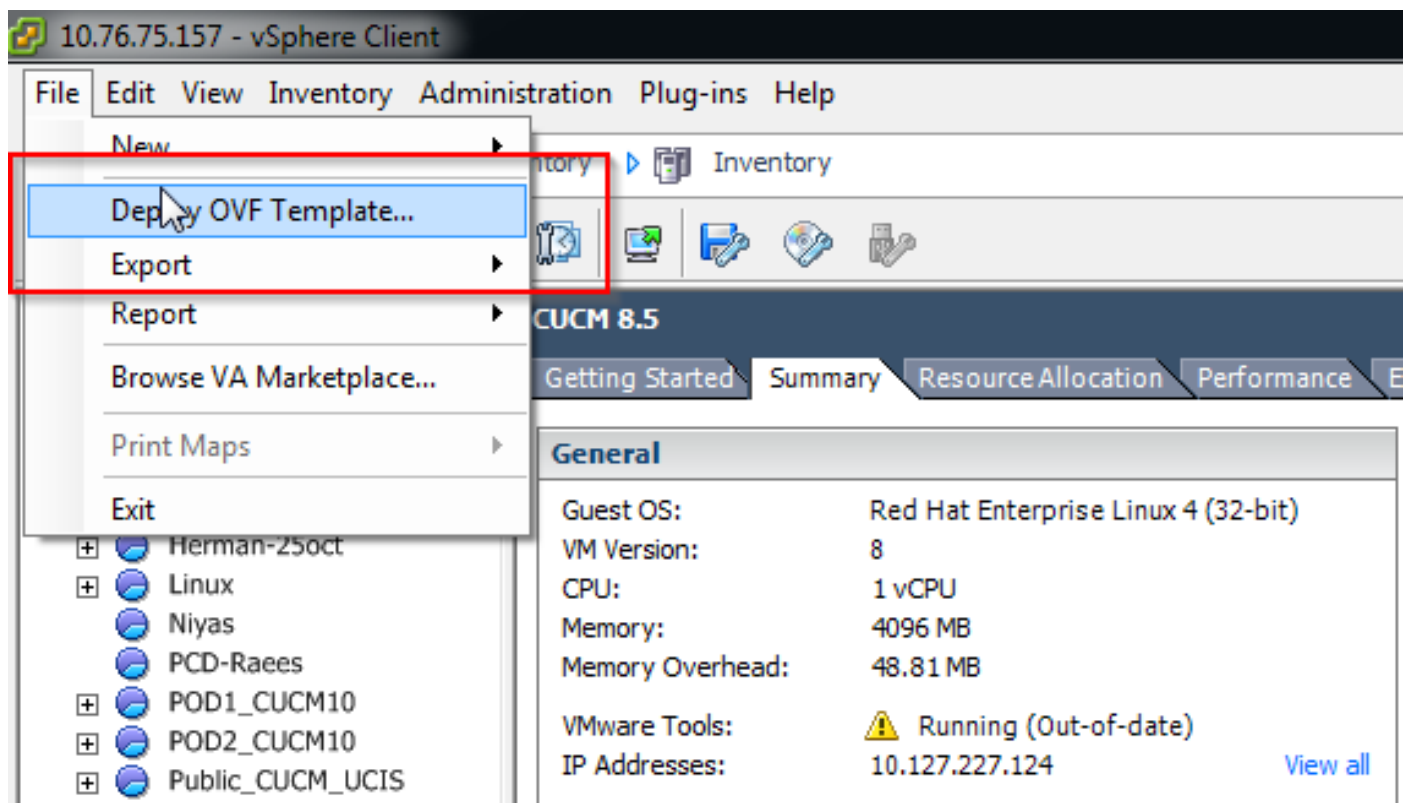 10.76.75.157 - vSphere Client
File Edit View Inventory Administration Plug-ins Help
New
Inventory
Deploy OVF Template...
Export
Report
CUCM 8.5
Browse VA Marketplace...
Getting Started Summary Resource Allocation Performance
Print Maps
General
Exit
Guest OS: Red Hat Enterprise Linux 4 (32-bit)
Herman-25oct
VM Version: 8
Linux
CPU: 1 vCPU
Niyas
Memory: 4096 MB
PCD-Raees
Memory Overhead: 48.81 MB
POD1_CUCM10
VMware Tools: Running (Out-of-date)
POD2_CUCM10
IP Addresses: 10.127.227.124 View all
Public_CUCM_UCIS